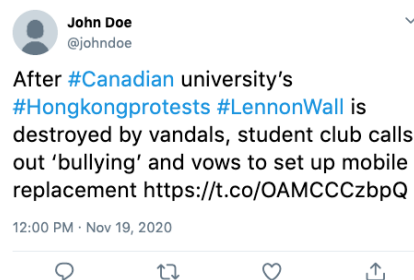 John Doe
@johndoe
After #Canadian university’s
#Hongkongprotests #LennonWall is
destroyed by vandals, student club calls
out ‘bullying’ and vows to set up mobile
replacement https://t.co/OAMCCCzbpQ
12:00 PM · Nov 19, 2020